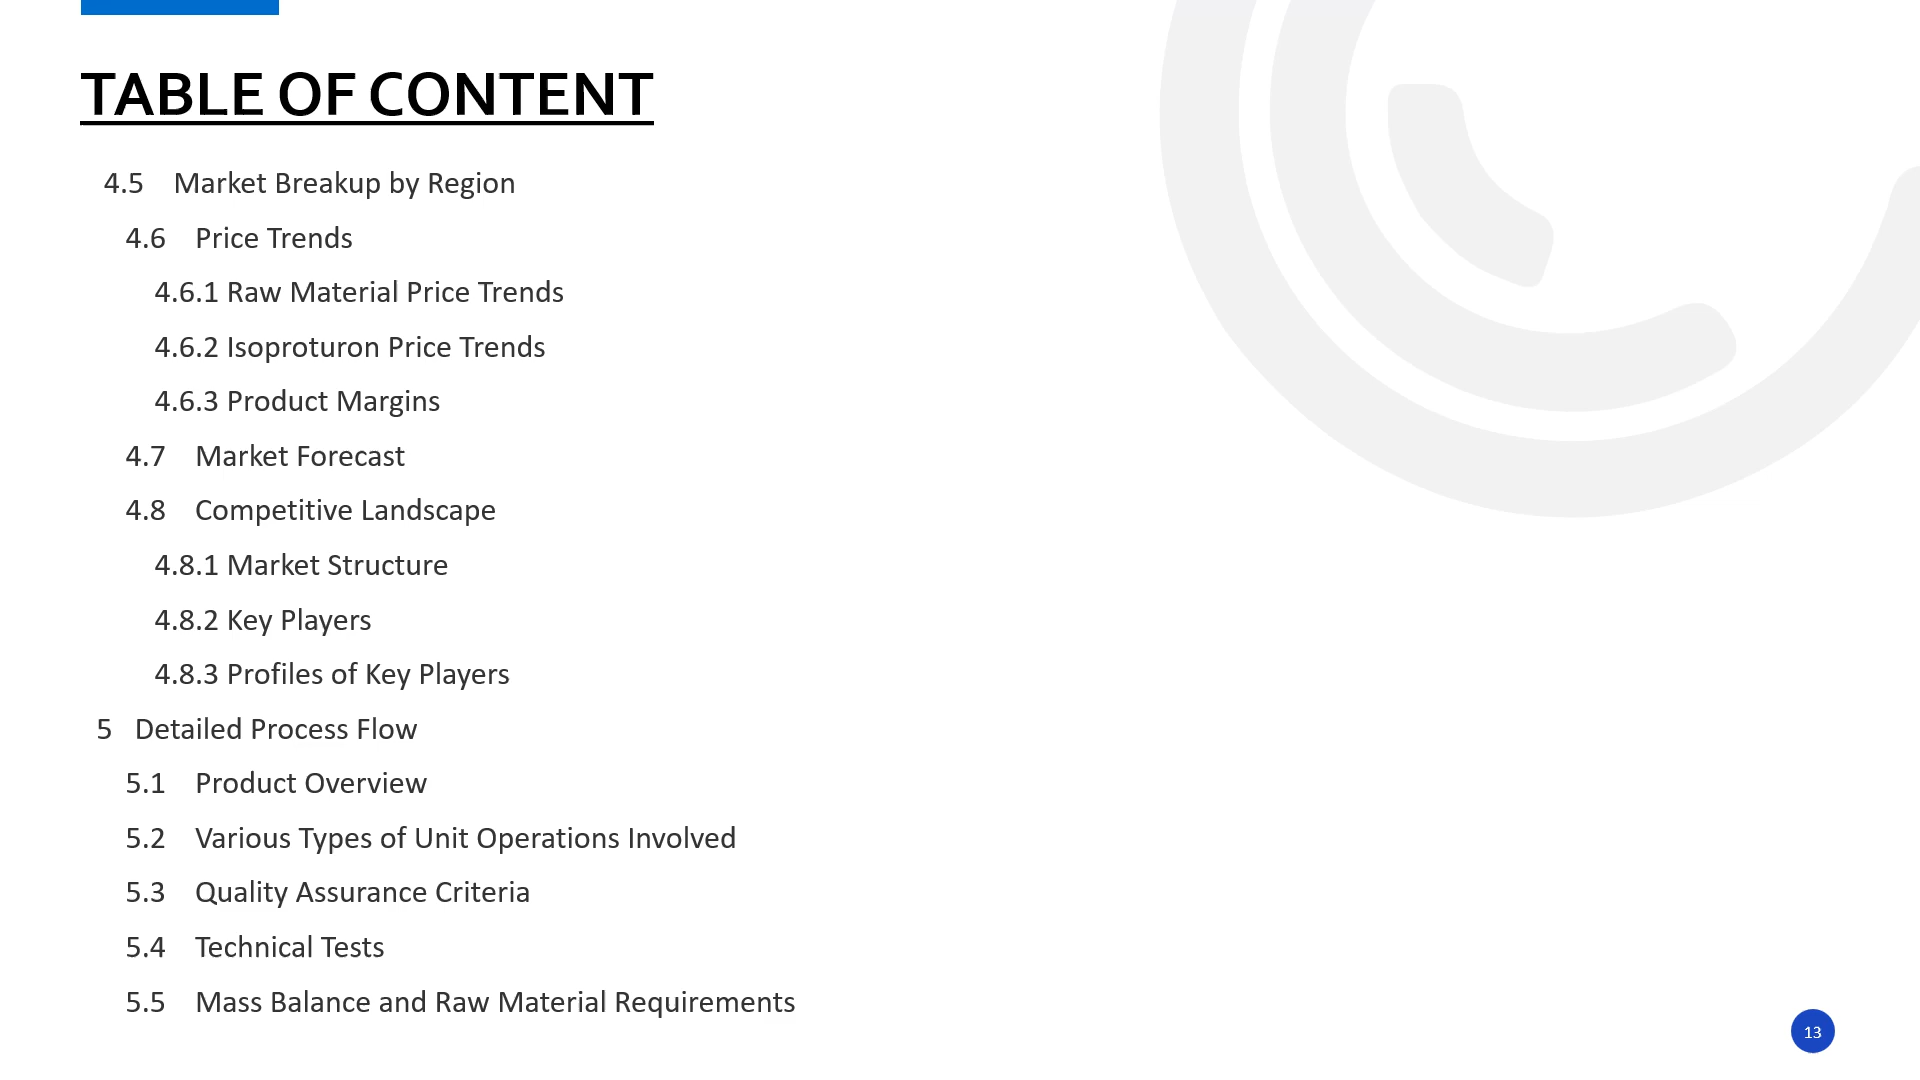 TABLE OF CONTENT
4.5 Market Breakup by Region
4.6 Price Trends
4.6.1 Raw Material Price Trends
4.6.2 Isoproturon Price Trends
4.6.3 Product Margins
4.7 Market Forecast
4.8 Competitive Landscape
4.8.1 Market Structure
4.8.2 Key Players
4.8.3 Profiles of Key Players
5 Detailed Process Flow
5.1 Product Overview
5.2 Various Types of Unit Operations Involved
5.3 Quality Assurance Criteria
5.4 Technical Tests
5.5 Mass Balance and Raw Material Requirements
13